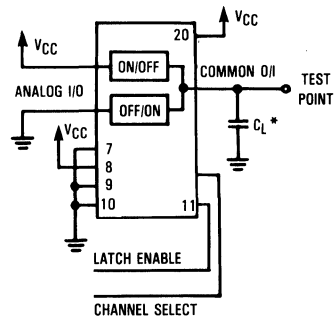 VCC
20
VCC
ON/OFF
COMMON O/I
ANALOG I/O
TEST
POINT
OFF/ON
CL*
VCC
7
8
9
10
11
LATCH ENABLE
CHANNEL SELECT